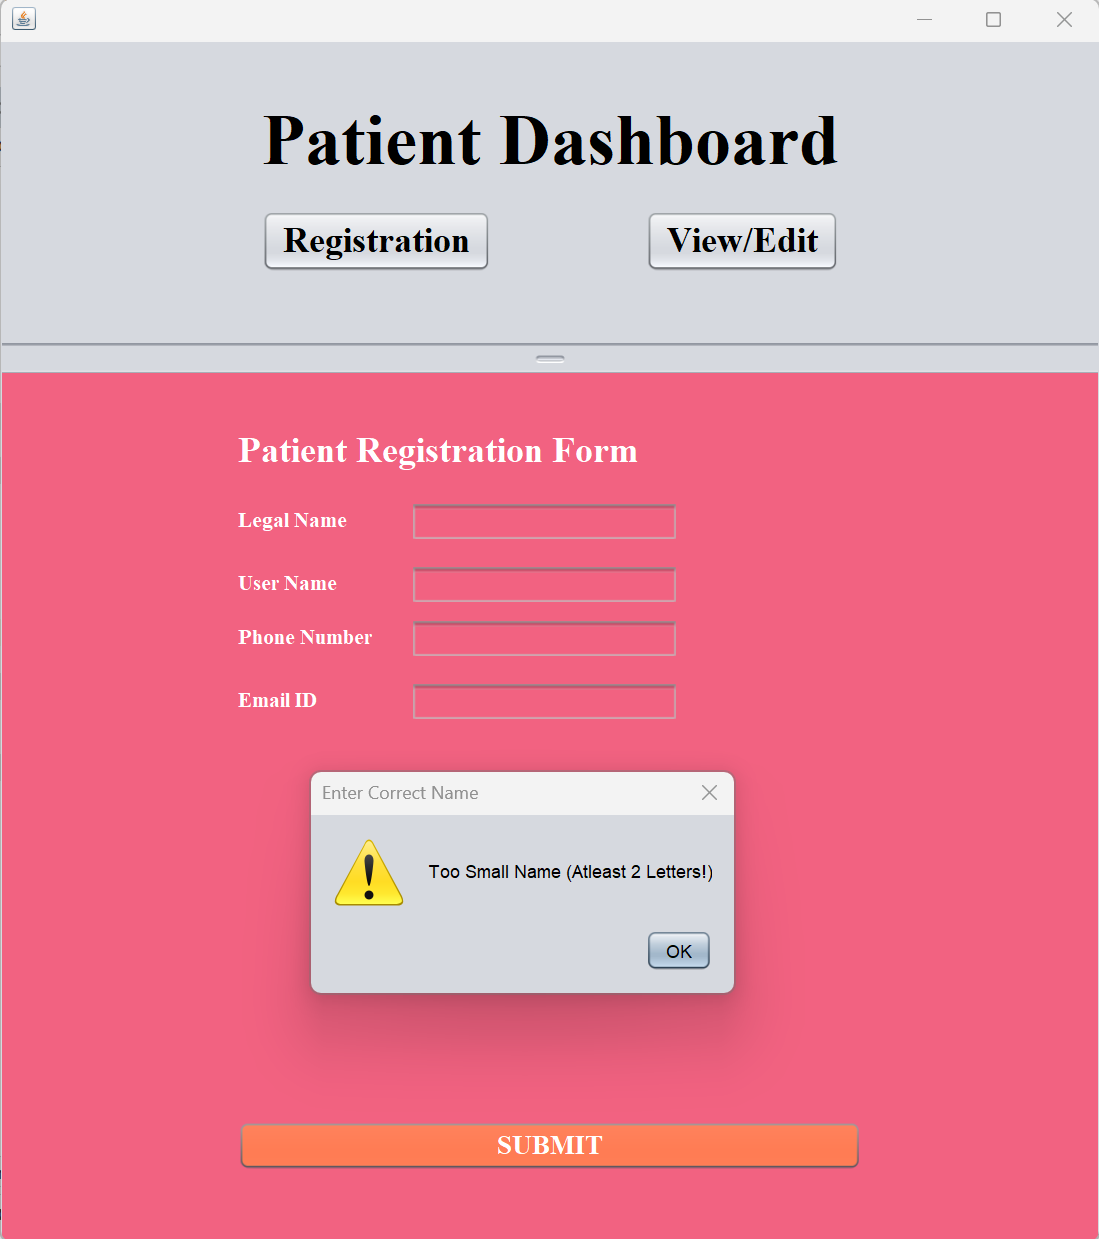 Patient Dashboard
Registration View/Edit
Patient Registration Form
Legal Name
User Name
Phone Number
Email ID
Enter Correct Name
Too Small Name (Atleast 2 Letters!)
OK
SUBMIT